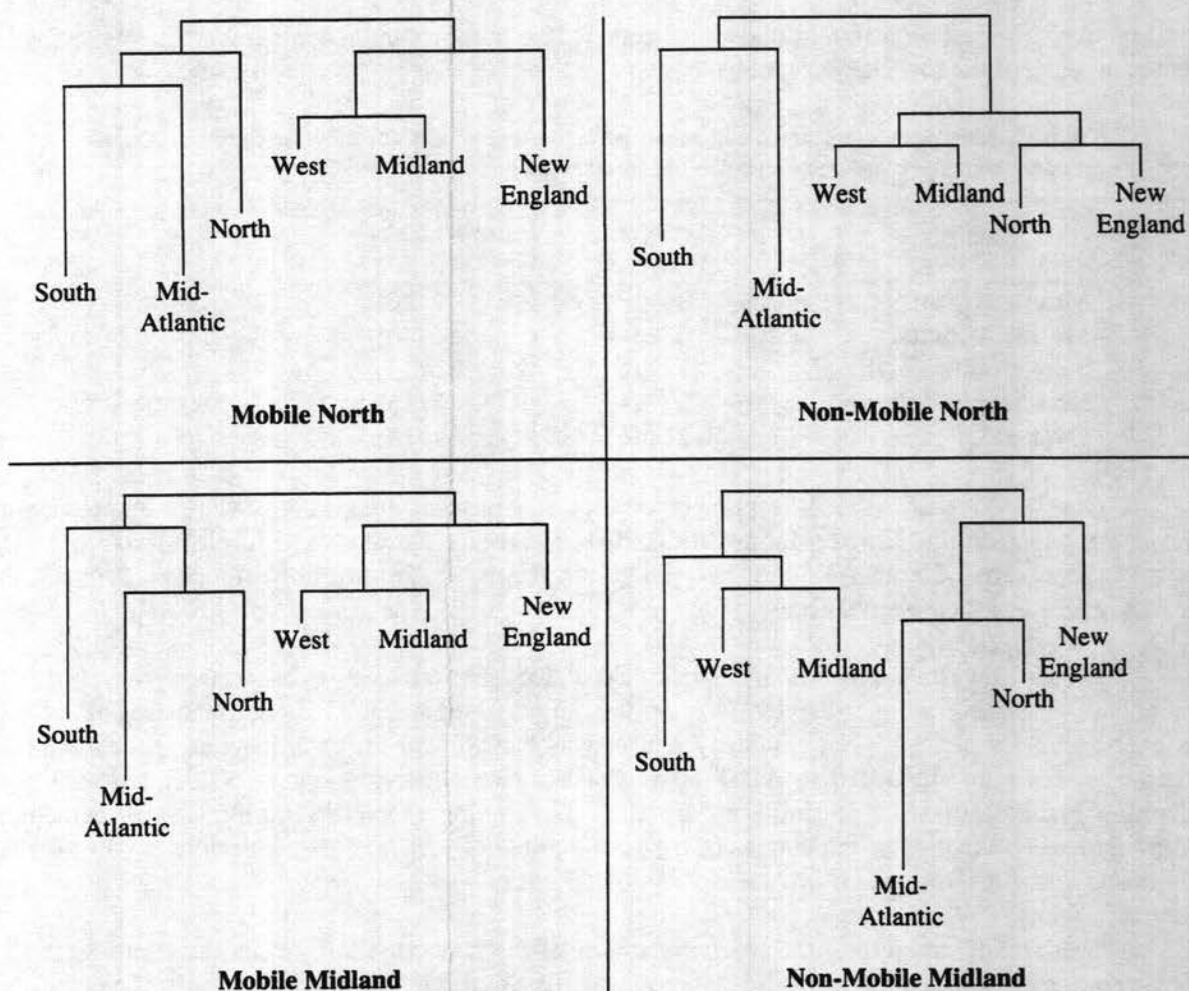 West
Midland
New
England
North
South
Mid-
Atlantic
Mobile North
West
Midland
North
New
England
South
Mid-
Atlantic
Non-Mobile North
West
Midland
New
England
North
South
Mid-
Atlantic
Mobile Midland
West
Midland
New
England
North
South
Mid-
Atlantic
Non-Mobile Midland